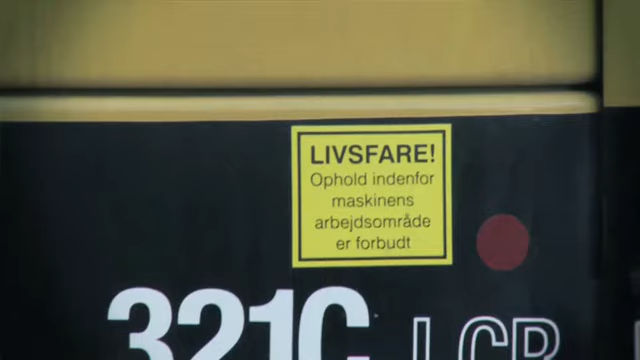 LIVSFARE!
Ophold indenfor
maskinens
arbejdsområde
er forbudt
321C LCR